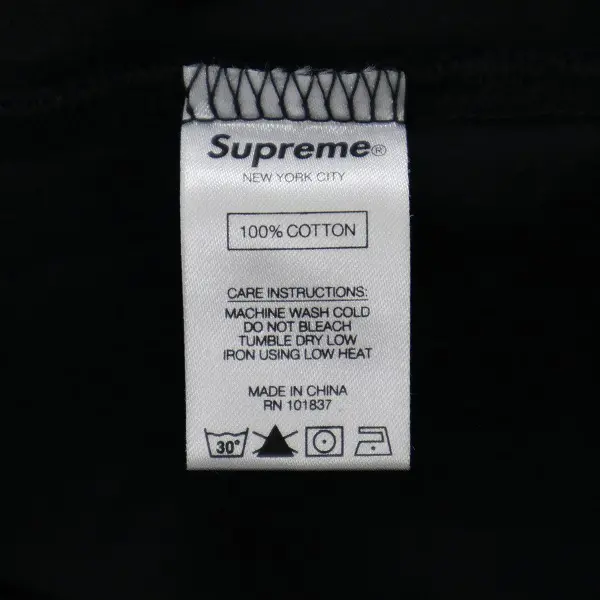 Supreme®
NEW YORK CITY
100% COTTON
CARE INSTRUCTIONS:
MACHINE WASH COLD
DO NOT BLEACH
TUMBLE DRY LOW
IRON USING LOW HEAT
MADE IN CHINA
RN 101837
30°